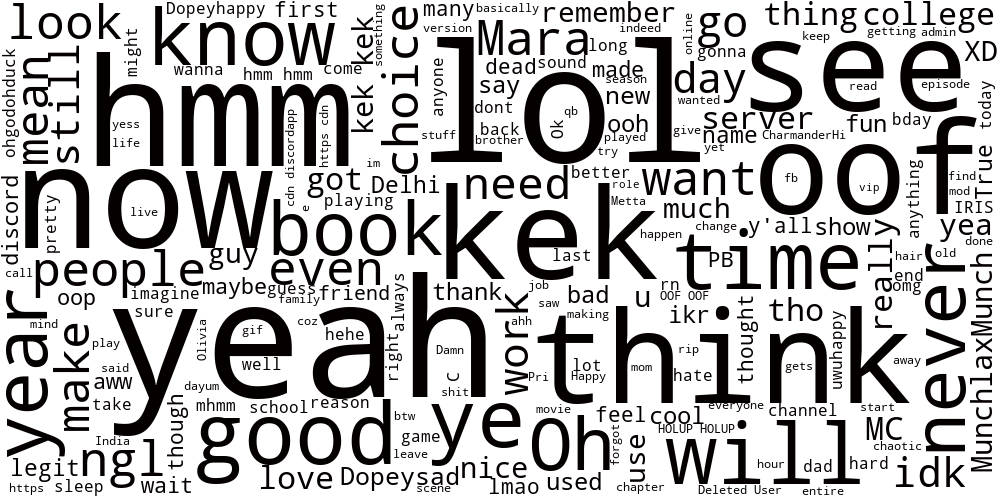 look
Dopeyhappy
first
many
basically
remember
thing
college
might
know
kek
something
choice
version
Mara
indeed
long
online
go
keep
getting
admin
XD
ohgodohduck
mean
still
wanna
hmm hmm
come
anyone
dead
sound
made
gonna
day
see
read
episode
hmm
yess
life
cdn discordapp
https cdn
kek kek
lol
say
season
new
wanted
server
today
dont
qb
Ok
ooh
give
name
CharmanderHi
fun
bday
oof
stuff
back
brother
played
try
yet
now
live
discord
pretty
im
got
Delhi
playing
e
need
better
role
want
fb
vip
anything
find
mod
IRIS
True
book
kek
Metta
much
change
y'all
show
yea
happen
time
PB
really
hair
old
done
call
people
guy
even
last
end
omg
oop
imagine
maybe
guess
family
friend
always
thank
job
saw
bad
making
u
rn
OOF OOF
never
MunchlaxMunch
year
mind
make
sure
yeah
Olivia
gif
coz
hehe
well
right
work
ahh
think
ikr
tho
thought
uwuhappy
play
said
aww
take
dayum
Damn
C
shit
Pri
lot
Happy
mom
rip
hate
gets
away
mhmm
school
reason
btw
ye
movie
feel
cool
everyone
channel
start
India
though
good
game
leave
Oh
forgot
use
HOLUP HOLUP
will
MC
chaotic
legit
ngl
wait
love
Dopeysad
nice
scene
lmao
used
chapter
hour
dad
hard
idk
https
sleep
Deleted User
entire